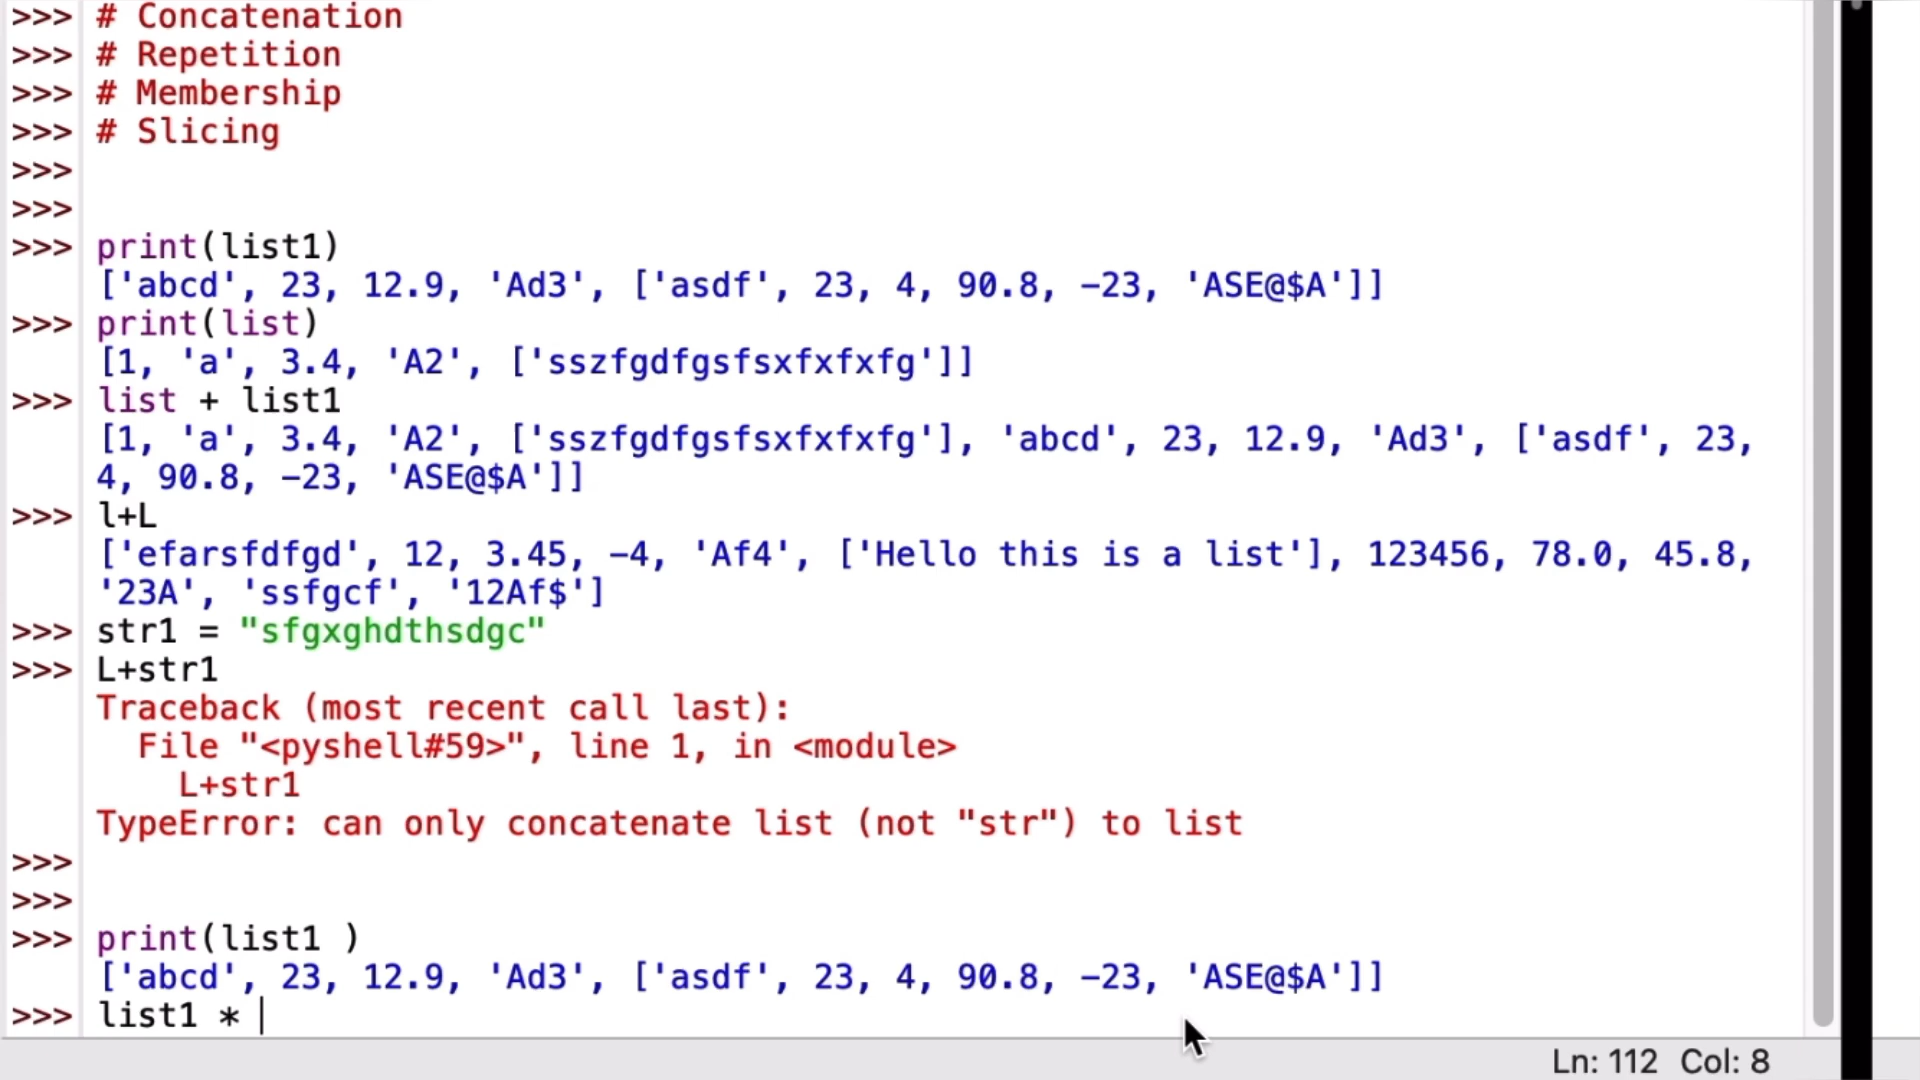 >>> # Concatenation
>>> # Repetition
>>> # Membership
>>> # Slicing
>>>
>>>
>>> print(list1)
['abcd', 23, 12.9, 'Ad3', ['asdf', 23, 4, 90.8, -23, 'ASE@$A']]
>>> print(list)
[1, 'a', 3.4, 'A2', ['sszfgdfgsfsxfxfxfg']]
>>> list + list1
[1, 'a', 3.4, 'A2', ['sszfgdfgsfsxfxfxfg'], 'abcd', 23, 12.9, 'Ad3', ['asdf', 23,
4, 90.8, -23, 'ASE@$A']]
>>> l+L
['efarsfdfgd', 12, 3.45, -4, 'Af4', ['Hello this is a list'], 123456, 78.0, 45.8,
'23A', 'ssfgcf', '12Af$']
>>> str1 = "sfgxghdthsdgc"
>>> L+str1
Traceback (most recent call last):
  File "<pyshell#59>", line 1, in <module>
    L+str1
TypeError: can only concatenate list (not "str") to list
>>>
>>>
>>> print(list1 )
['abcd', 23, 12.9, 'Ad3', ['asdf', 23, 4, 90.8, -23, 'ASE@$A']]
>>> list1 *
Ln: 112 Col: 8